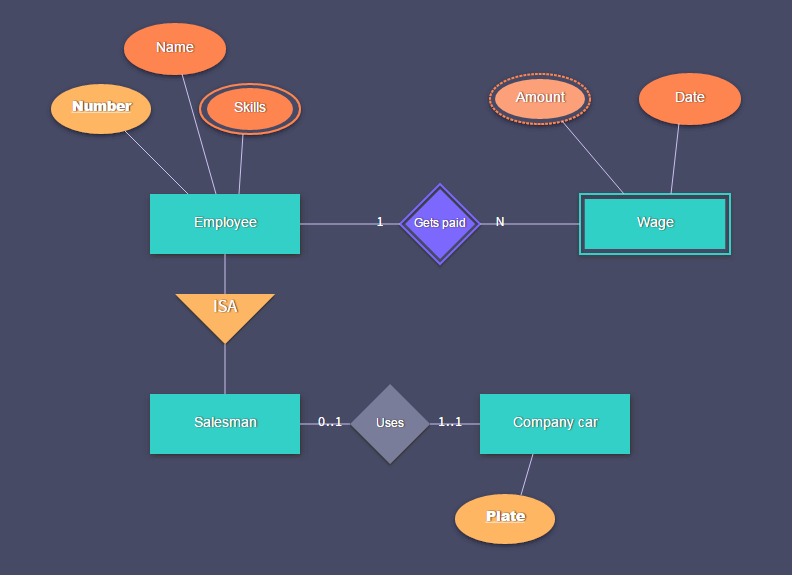 Name
Number
Skills
Amount
Date
Employee
1
Gets paid
N
Wage
ISA
Salesman
0..1
Uses
1..1
Company car
Plate